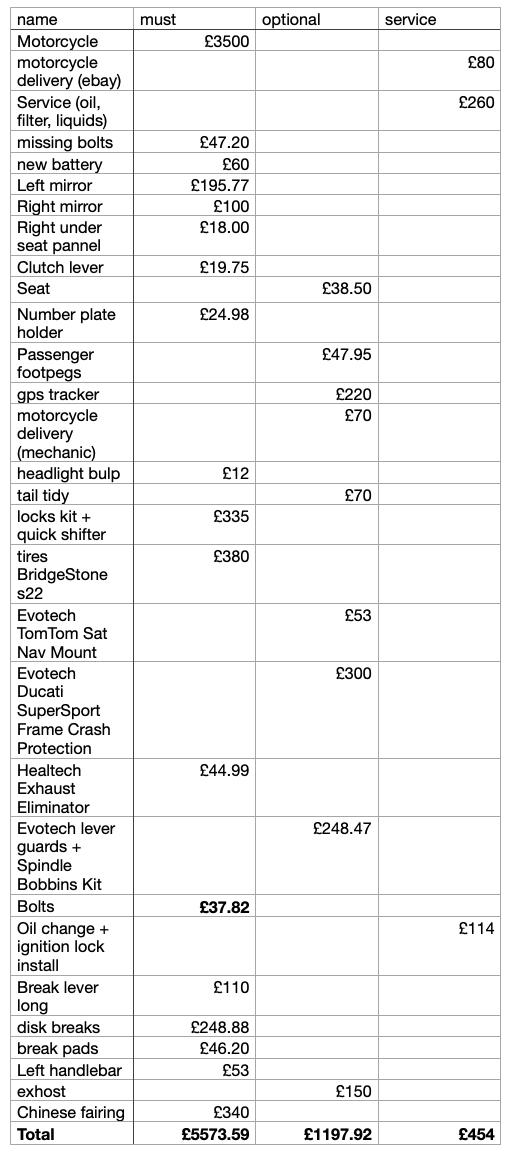 name must optional service
Motorcycle £3500
motorcycle £80
delivery (ebay)
Service (oil, £260
filter, liquids)
missing bolts £47.20
new battery £60
Left mirror £195.77
Right mirror £100
Right under £18.00
seat pannel
Clutch lever £19.75
Seat £38.50
Number plate £24.98
holder
Passenger £47.95
footpegs
gps tracker £220
motorcycle £70
delivery
(mechanic)
headlight bulp £12
tail tidy £70
locks kit + £335
quick shifter
tires £380
BridgeStone
s22
Evotech £53
TomTom Sat
Nav Mount
Evotech £300
Ducati
SuperSport
Frame Crash
Protection
Healtech £44.99
Exhaust
Eliminator
Evotech lever £248.47
guards +
Spindle
Bobbins Kit
Bolts £37.82
Oil change + £114
ignition lock
install
Break lever £110
long
disk breaks £248.88
break pads £46.20
Left handlebar £53
exhost £150
Chinese fairing £340
Total £5573.59 £1197.92 £454